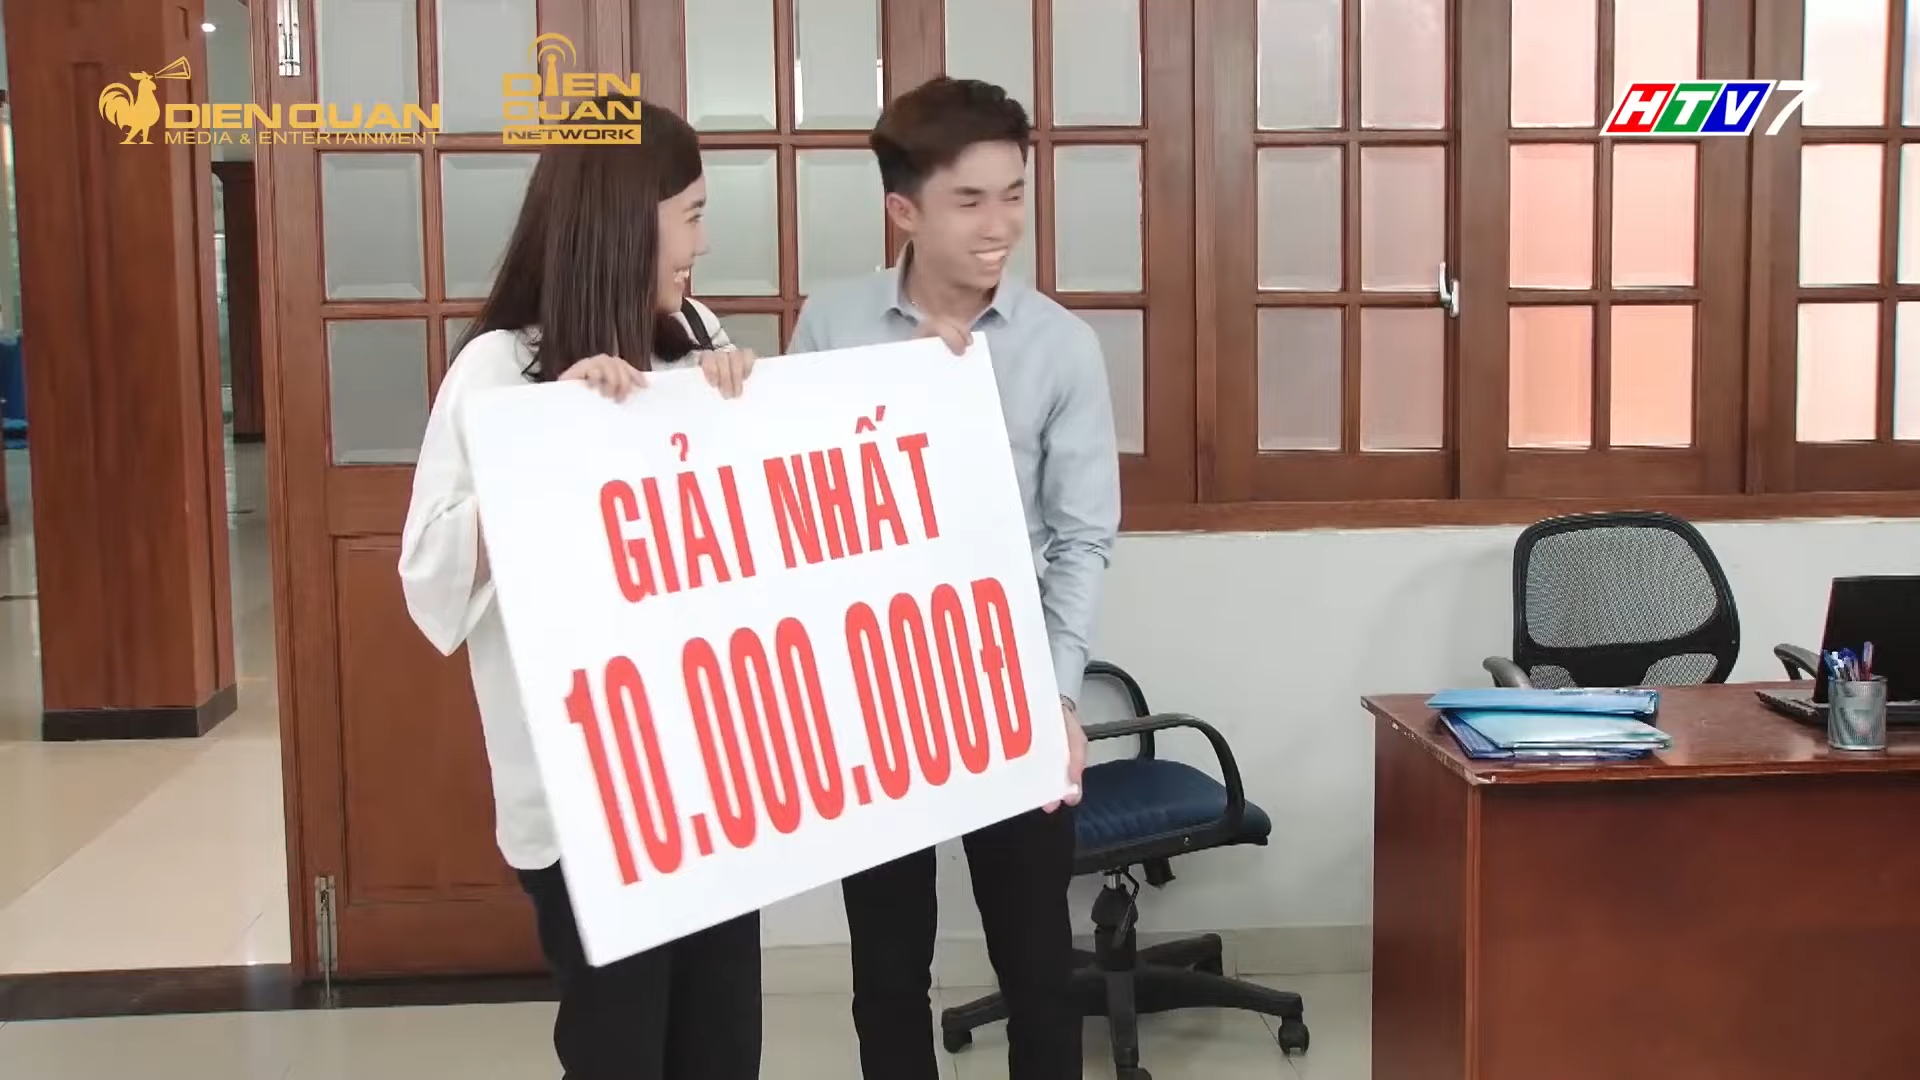 DIEN QUAN
MEDIA & ENTERTAINMENT
DIEN
QUAN
NETWORK
HTV7
GIẢI NHẤT
10.000.000Đ